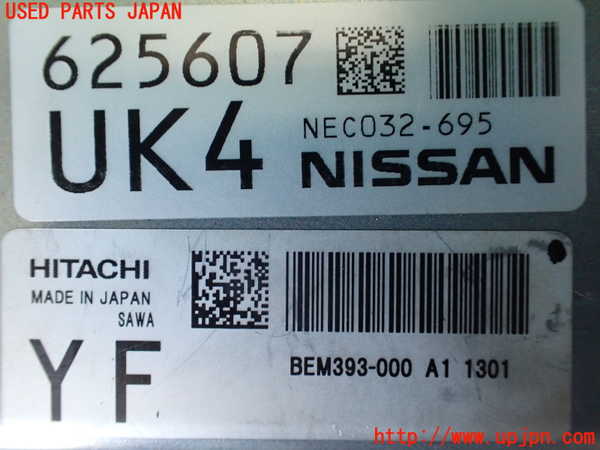 USED PARTS JAPAN
625607
UK4
NEC032-695
NISSAN
HITACHI
MADE IN JAPAN
SAWA
YF
BEM393-000 A1 1301
http://www.upjpn.com